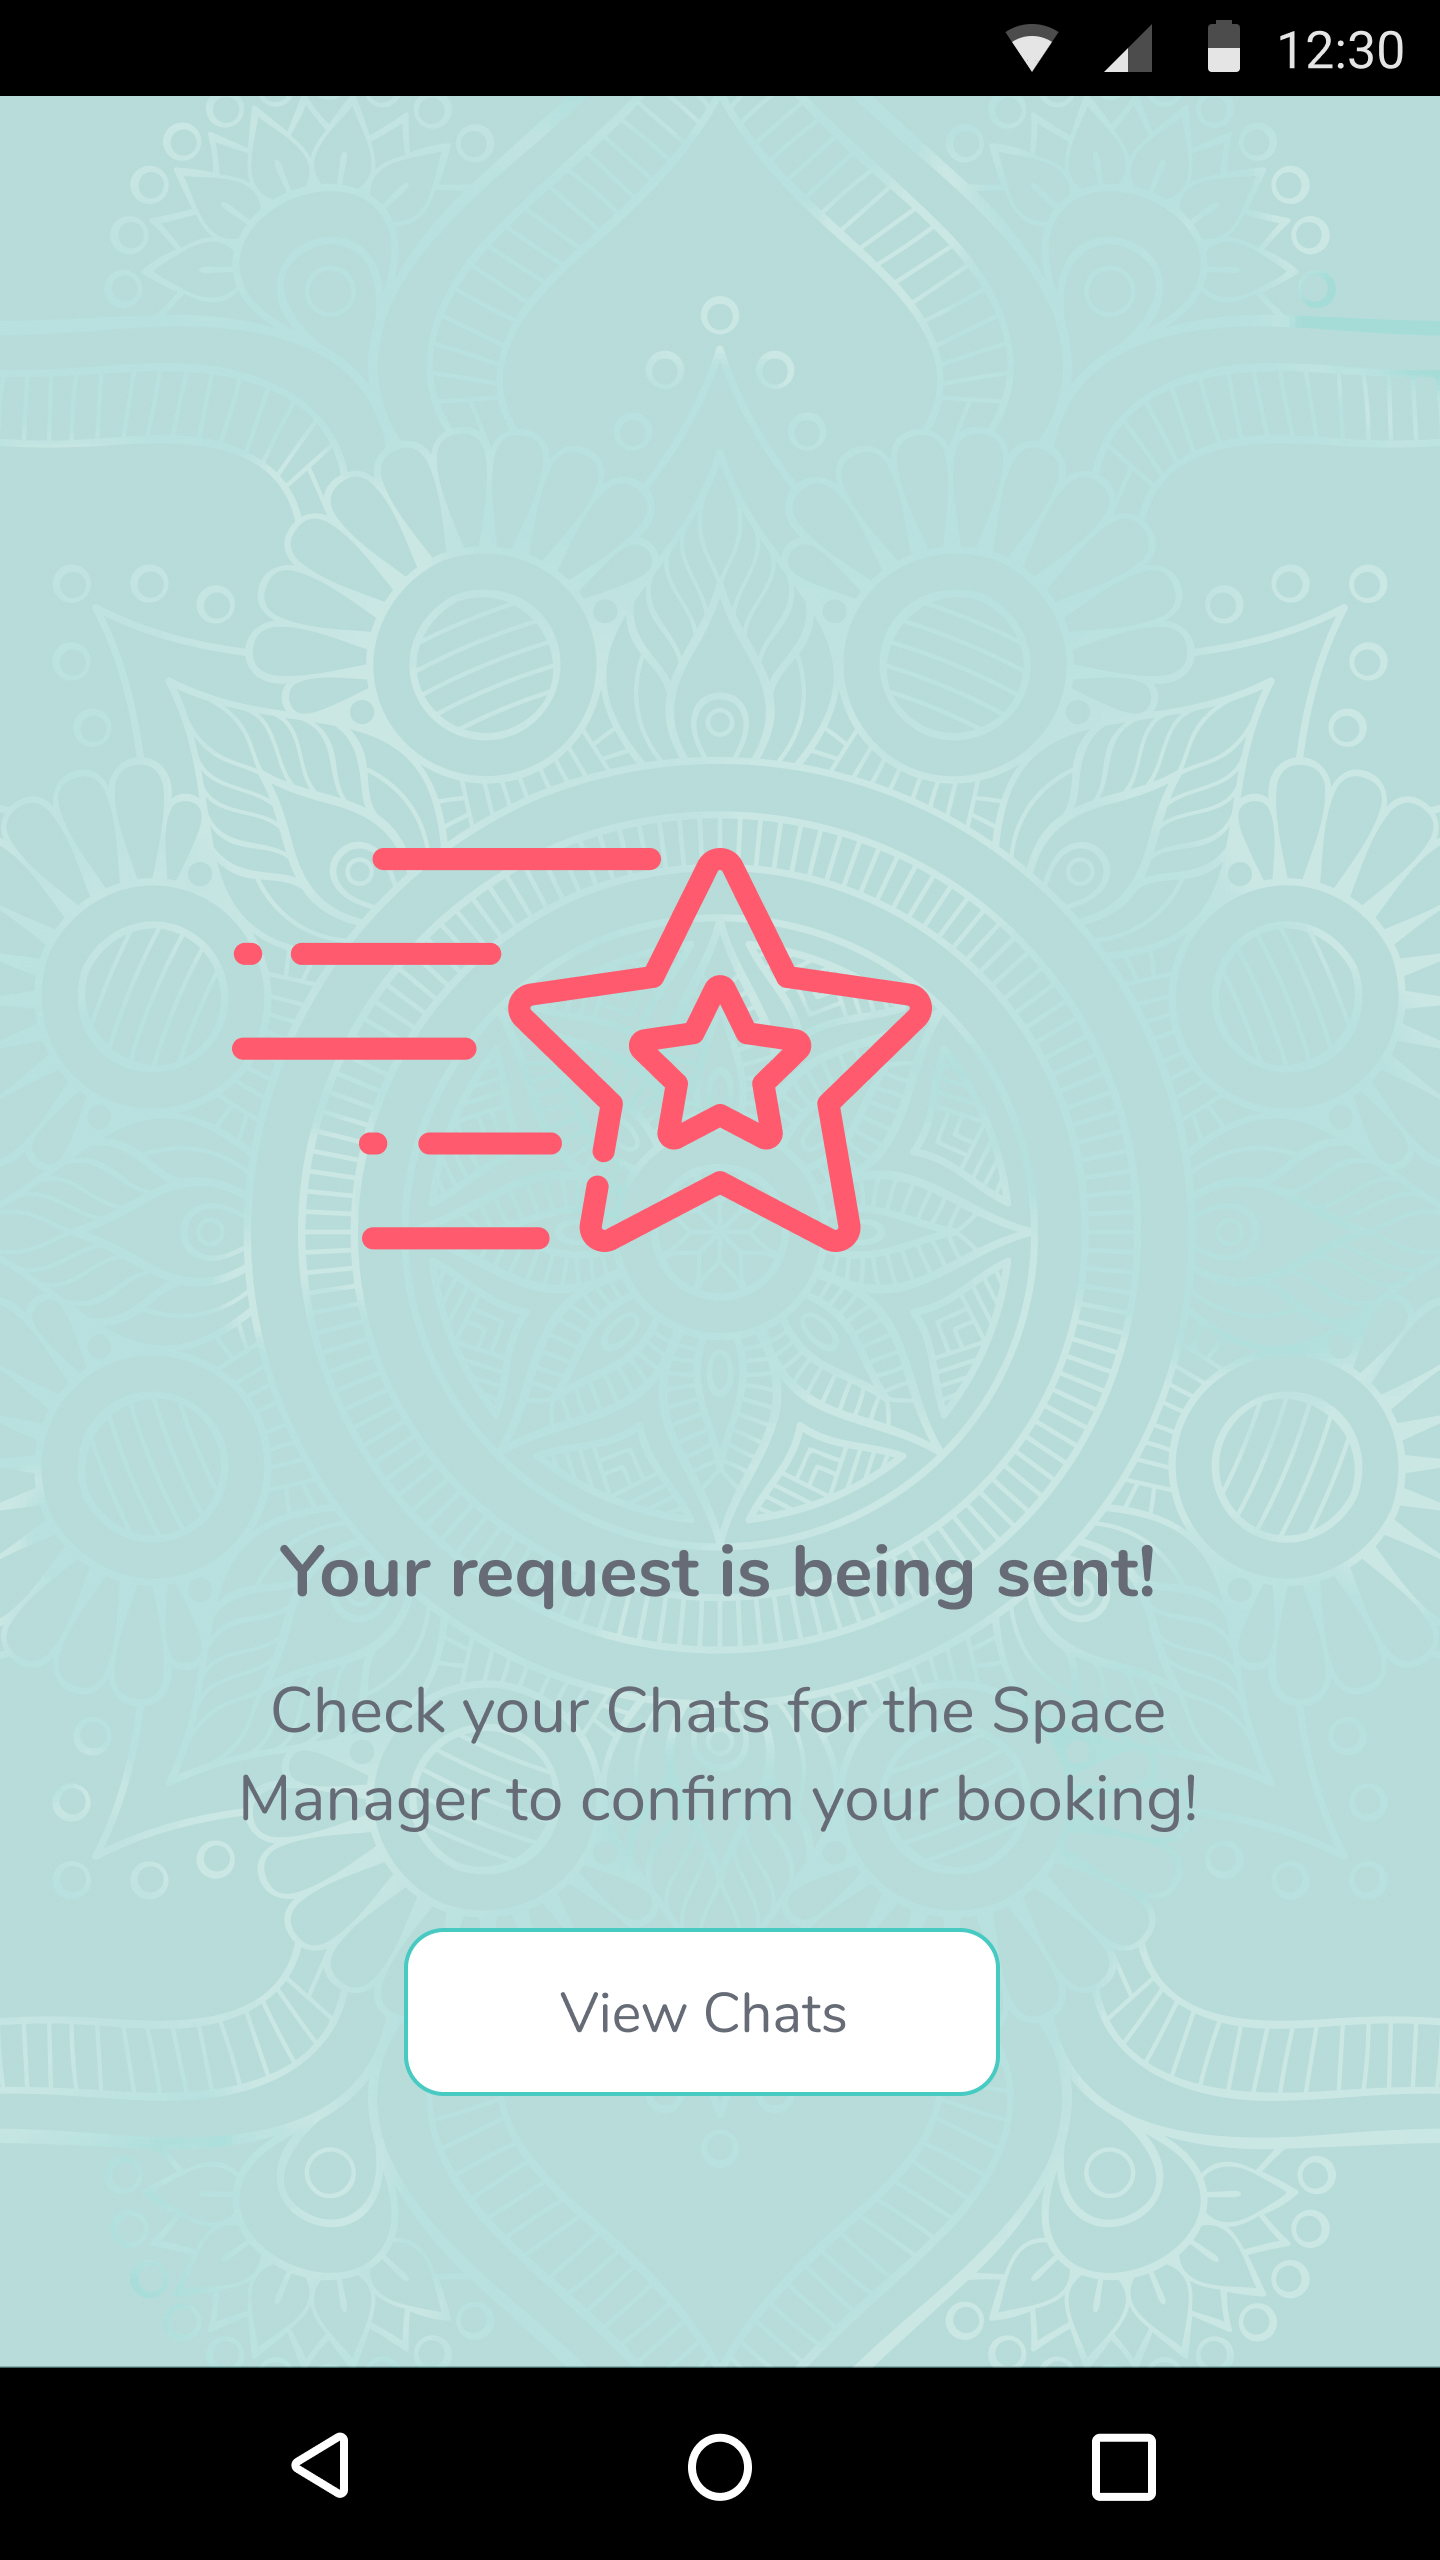 12:30
Your request is being sent!
Check your Chats for the Space
Manager to confirm your booking!
View Chats